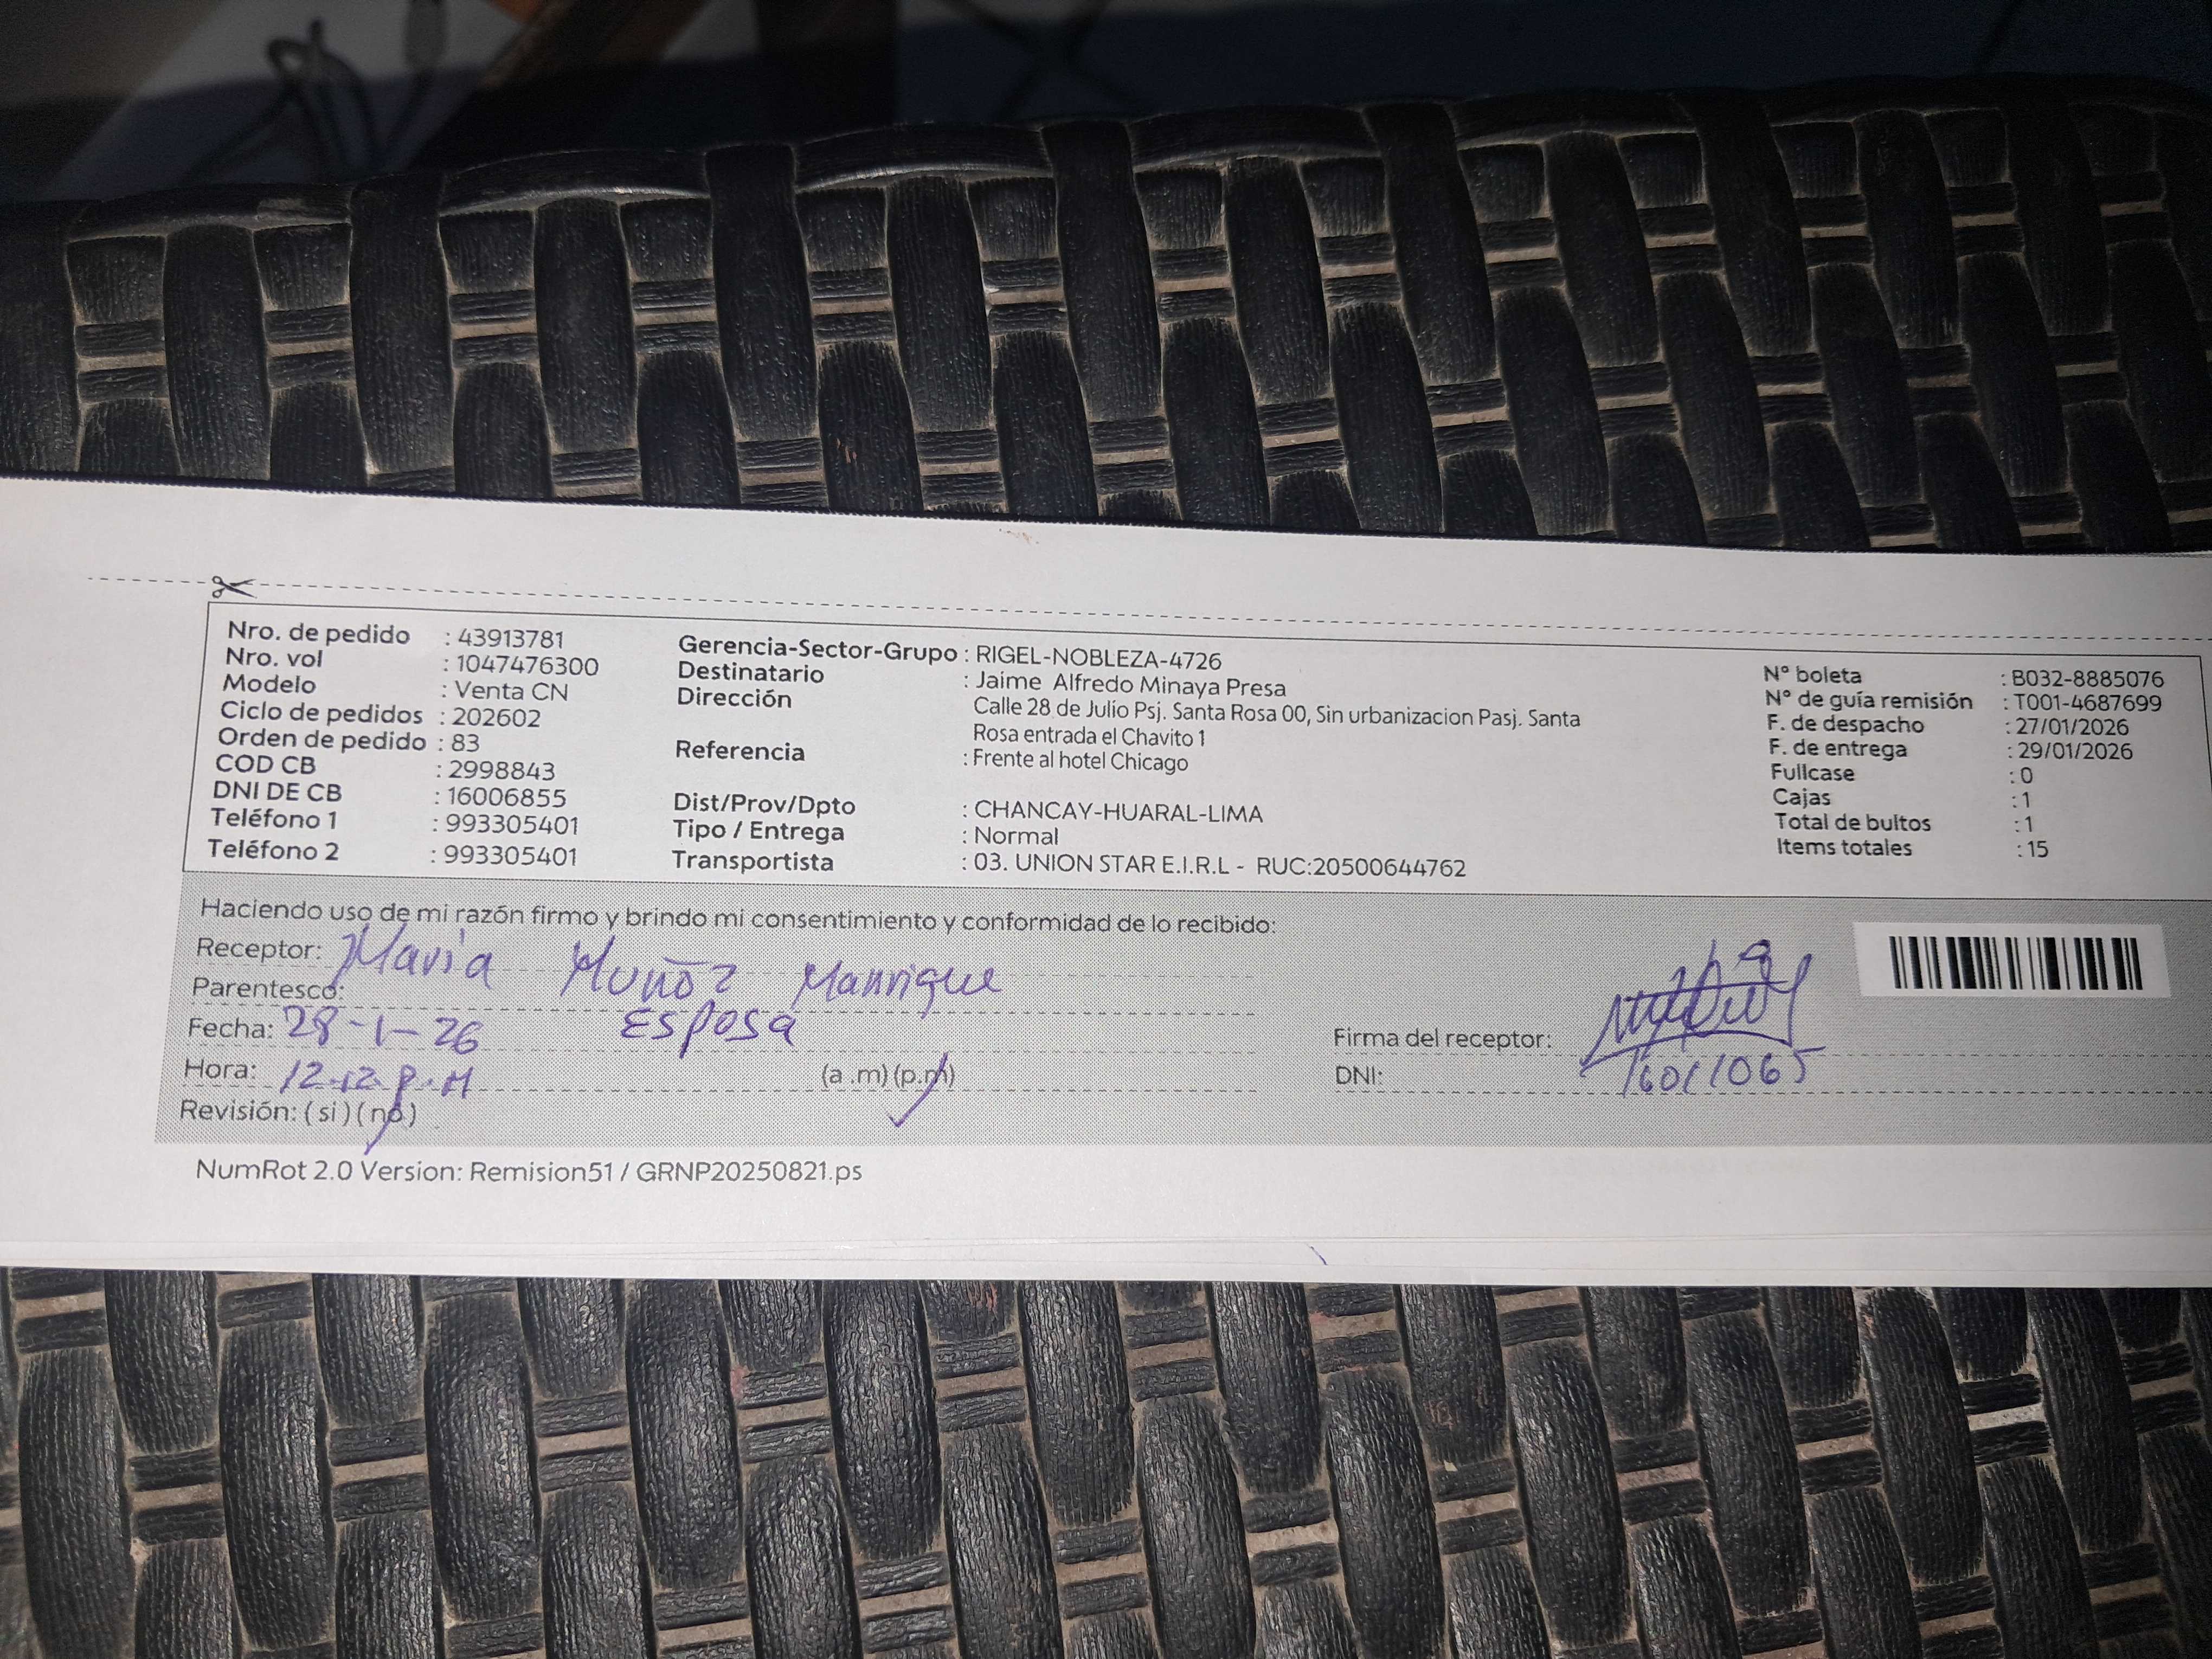 Nro. de pedido : 43913781
Nro. vol : 1047476300
Modelo : Venta CN
Ciclo de pedidos : 202602
Orden de pedido : 83
COD CB : 2998843
DNI DE CB : 16006855
Teléfono 1 : 993305401
Teléfono 2 : 993305401
Gerencia-Sector-Grupo : RIGEL-NOBLEZA-4726
Destinatario : Jaime Alfredo Minaya Presa
Dirección Calle 28 de Julio Psj. Santa Rosa 00, Sin urbanizacion Pasj. Santa
Rosa entrada el Chavito 1
Referencia : Frente al hotel Chicago
Dist/Prov/Dpto : CHANCAY-HUARAL-LIMA
Tipo / Entrega : Normal
Transportista : 03. UNION STAR E.I.R.L - RUC:20500644762
N° boleta : B032-8885076
N° de guía remisión : T001-4687699
F. de despacho : 27/01/2026
F. de entrega : 29/01/2026
Fullcase : 0
Cajas : 1
Total de bultos : 1
Items totales : 15
Haciendo uso de mi razón firmo y brindo mi consentimiento y conformidad de lo recibido:
Receptor: Maria Muñoz Manrique
Parentesco: Esposa
Fecha: 28-1-26
Hora: 12.12 P.M (a .m) (p.m)
Revisión: ( si ) ( no )
Firma del receptor:
DNI: 16011065
NumRot 2.0 Version: Remision51 / GRNP20250821.ps